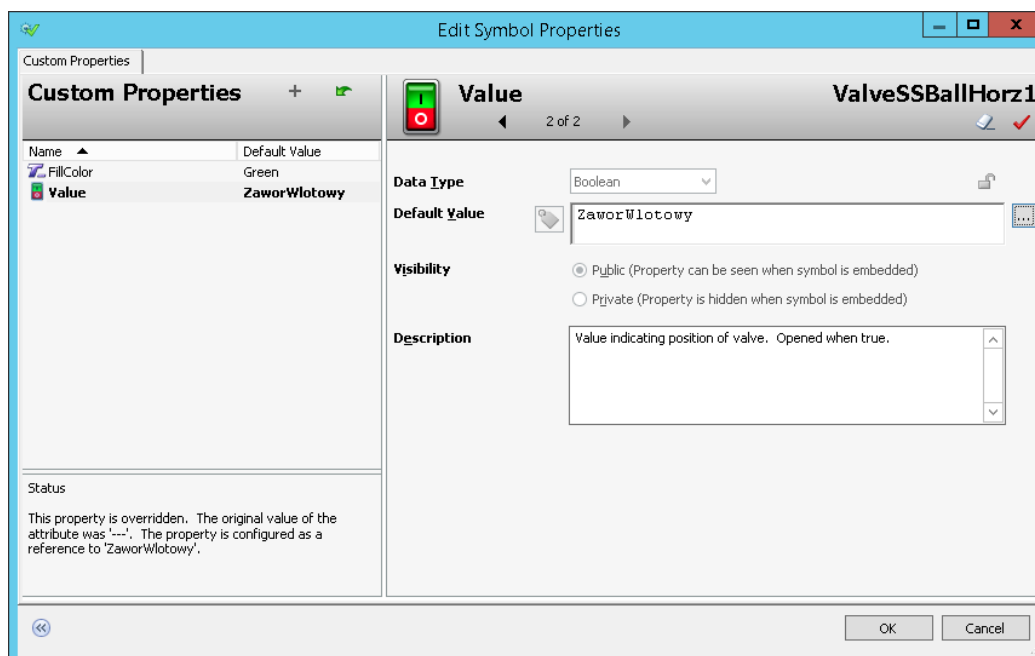 Edit Symbol Properties
Custom Properties
Custom Properties
Name
Default Value
FillColor
Green
Value
ZaworWlotowy
Status
This property is overridden. The original value of the
attribute was '---'. The property is configured as a
reference to 'ZaworWlotowy'.
Value
ValveSSBallHorz1
2 of 2
Data Type
Boolean
Default Value
ZaworWlotowy
...
Visibility
Public (Property can be seen when symbol is embedded)
Private (Property is hidden when symbol is embedded)
Description
Value indicating position of valve. Opened when true.
OK
Cancel